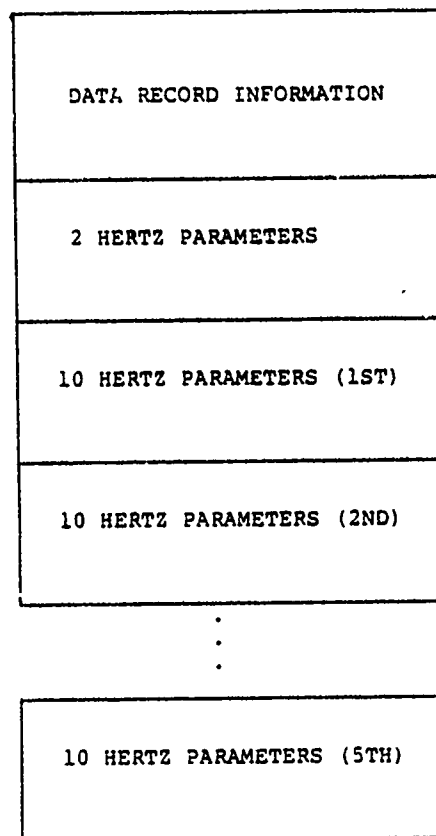 DATA RECORD INFORMATION
2 HERTZ PARAMETERS
10 HERTZ PARAMETERS (1ST)
10 HERTZ PARAMETERS (2ND)
10 HERTZ PARAMETERS (5TH)